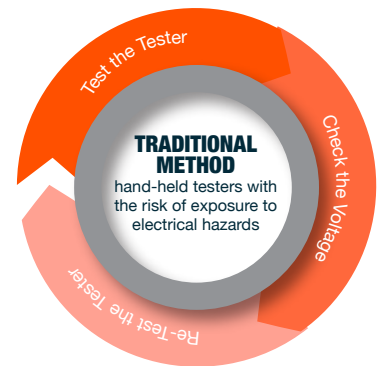 Test the Tester
Check the Voltage
Re-Test the Tester
TRADITIONAL
METHOD
hand-held testers with
the risk of exposure to
electrical hazards